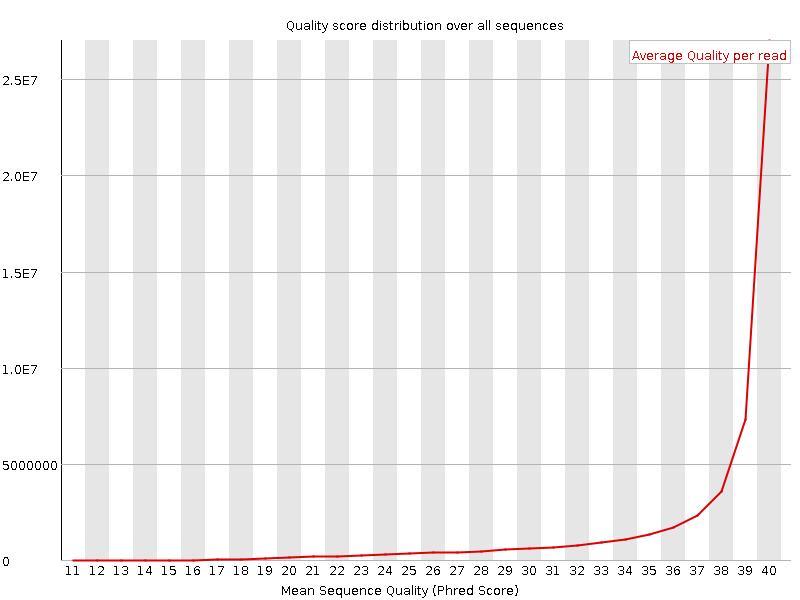 Quality score distribution over all sequences
Average Quality per read
2.5E7
2.0E7
1.5E7
1.0E7
5000000
0
11 12 13 14 15 16 17 18 19 20 21 22 23 24 25 26 27 28 29 30 31 32 33 34 35 36 37 38 39 40
Mean Sequence Quality (Phred Score)